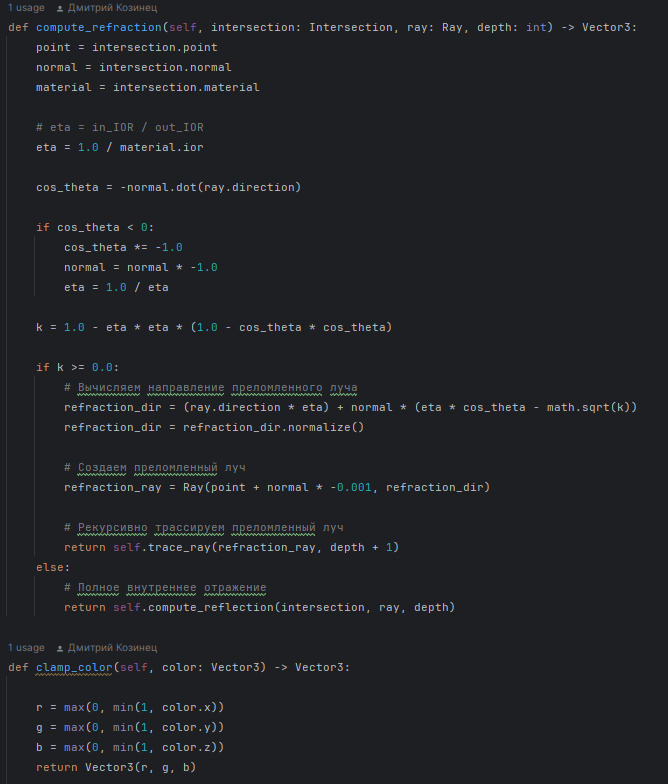 1 usage Дмитрий Козинец
def compute_refraction(self, intersection: Intersection, ray: Ray, depth: int) -> Vector3:
    point = intersection.point
    normal = intersection.normal
    material = intersection.material

    # eta = in_IOR / out_IOR
    eta = 1.0 / material.ior

    cos_theta = -normal.dot(ray.direction)

    if cos_theta < 0:
        cos_theta *= -1.0
        normal = normal * -1.0
        eta = 1.0 / eta

    k = 1.0 - eta * eta * (1.0 - cos_theta * cos_theta)

    if k >= 0.0:
        # Вычисляем направление преломленного луча
        refraction_dir = (ray.direction * eta) + normal * (eta * cos_theta - math.sqrt(k))
        refraction_dir = refraction_dir.normalize()

        # Создаем преломленный луч
        refraction_ray = Ray(point + normal * -0.001, refraction_dir)

        # Рекурсивно трассируем преломленный луч
        return self.trace_ray(refraction_ray, depth + 1)
    else:
        # Полное внутреннее отражение
        return self.compute_reflection(intersection, ray, depth)

1 usage Дмитрий Козинец
def clamp_color(self, color: Vector3) -> Vector3:

    r = max(0, min(1, color.x))
    g = max(0, min(1, color.y))
    b = max(0, min(1, color.z))
    return Vector3(r, g, b)